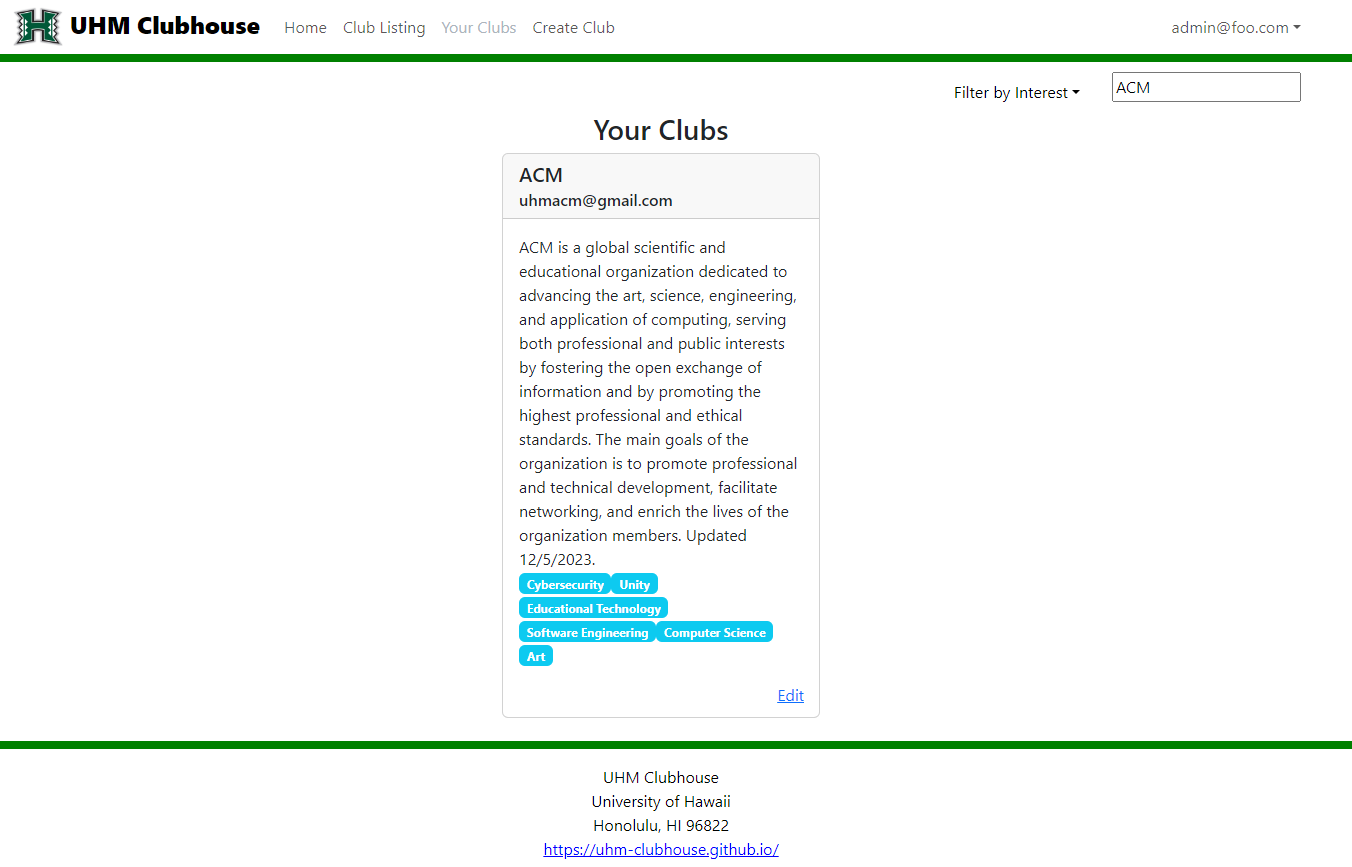 UHM Clubhouse Home Club Listing Your Clubs Create Club admin@foo.com
Filter by Interest ACM
Your Clubs
ACM
uhmacm@gmail.com
ACM is a global scientific and
educational organization dedicated to
advancing the art, science, engineering,
and application of computing, serving
both professional and public interests
by fostering the open exchange of
information and by promoting the
highest professional and ethical
standards. The main goals of the
organization is to promote professional
and technical development, facilitate
networking, and enrich the lives of the
organization members. Updated
12/5/2023.
Cybersecurity Unity
Educational Technology
Software Engineering Computer Science
Art
Edit
UHM Clubhouse
University of Hawaii
Honolulu, HI 96822
https://uhm-clubhouse.github.io/